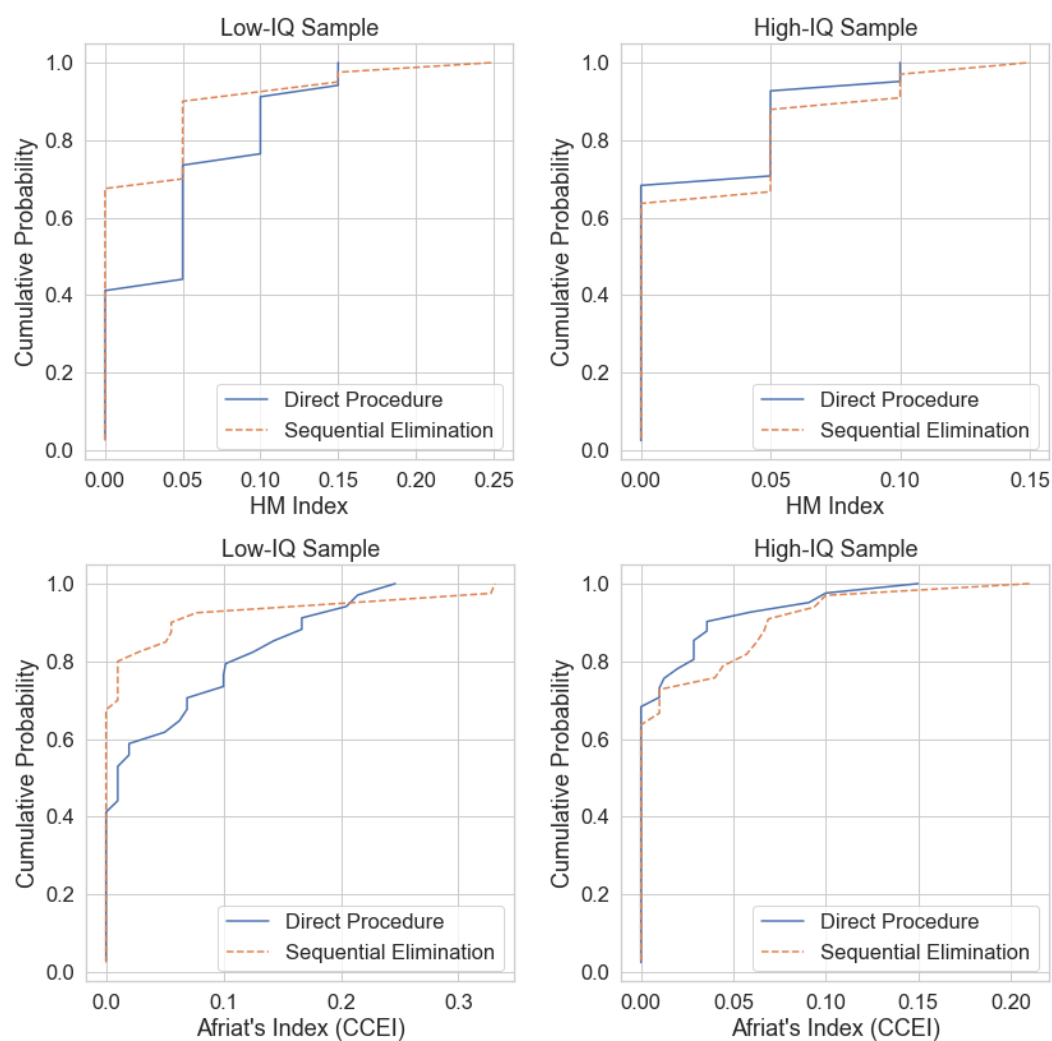 Low-IQ Sample
Cumulative Probability
1.0
0.8
0.6
0.4
0.2
0.0
Direct Procedure
Sequential Elimination
0.00 0.05 0.10 0.15 0.20 0.25
HM Index
High-IQ Sample
Cumulative Probability
1.0
0.8
0.6
0.4
0.2
0.0
Direct Procedure
Sequential Elimination
0.00 0.05 0.10 0.15
HM Index
Low-IQ Sample
Cumulative Probability
1.0
0.8
0.6
0.4
0.2
0.0
Direct Procedure
Sequential Elimination
0.0 0.1 0.2 0.3
Afriat's Index (CCEI)
High-IQ Sample
Cumulative Probability
1.0
0.8
0.6
0.4
0.2
0.0
Direct Procedure
Sequential Elimination
0.00 0.05 0.10 0.15 0.20
Afriat's Index (CCEI)